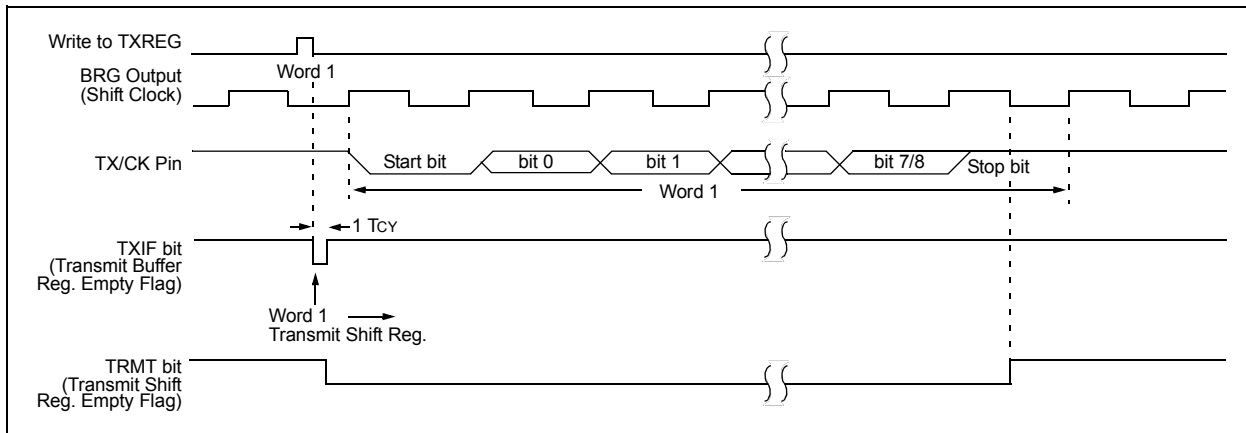 Write to TXREG
Word 1
BRG Output
(Shift Clock)
TX/CK Pin
Start bit
bit 0
bit 1
bit 7/8
Stop bit
Word 1
1 TCY
TXIF bit
(Transmit Buffer
Reg. Empty Flag)
Word 1
Transmit Shift Reg.
TRMT bit
(Transmit Shift
Reg. Empty Flag)